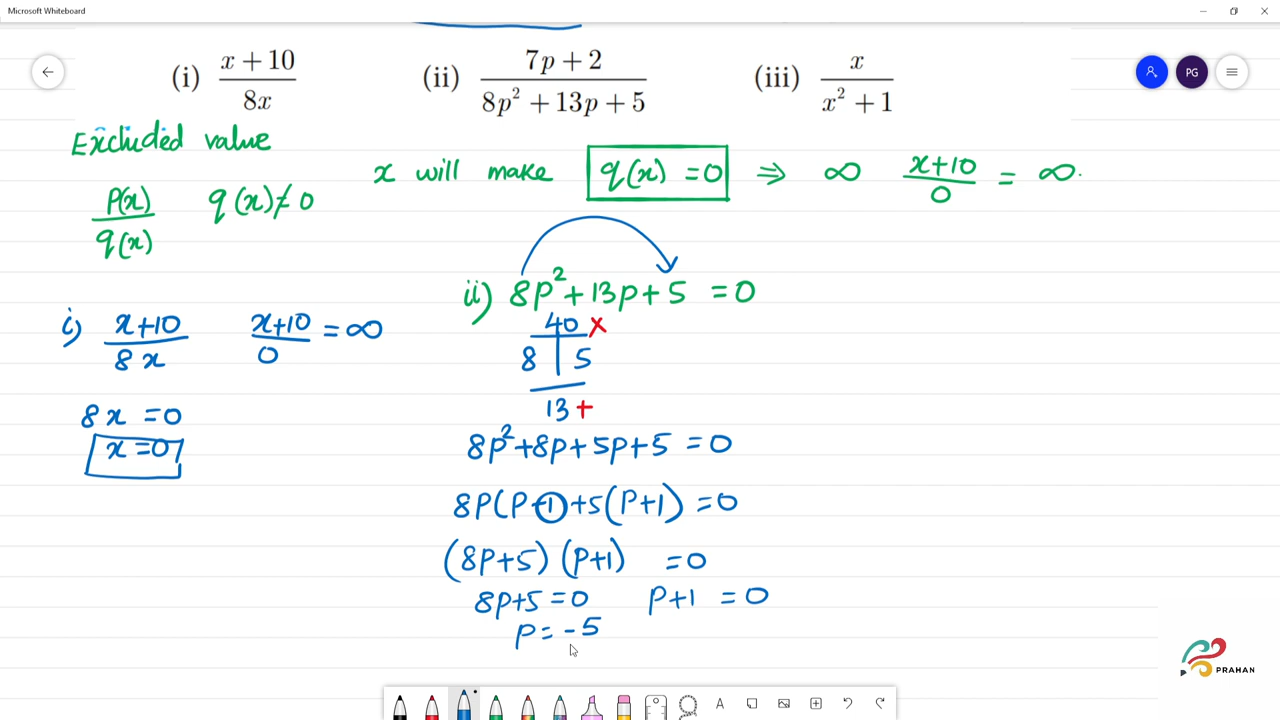 Microsoft Whiteboard
(i) x + 10 / 8x (ii) 7p + 2 / 8p² + 13p + 5 (iii) x / x² + 1
PG
Excluded value
x will make q(x) = 0 ⇒ ∞ x+10 / 0 = ∞.
P(x) / q(x) q(x) ≠ 0
ii) 8p² + 13p + 5 = 0
i) x+10 / 8x x+10 / 0 = ∞
40 ×
8 | 5
13 +
8x = 0
x = 0
8p² + 8p + 5p + 5 = 0
8p(p+1) + 5(p+1) = 0
(8p+5) (p+1) = 0
8p+5 = 0 p+1 = 0
p = -5
PRAHAN
A